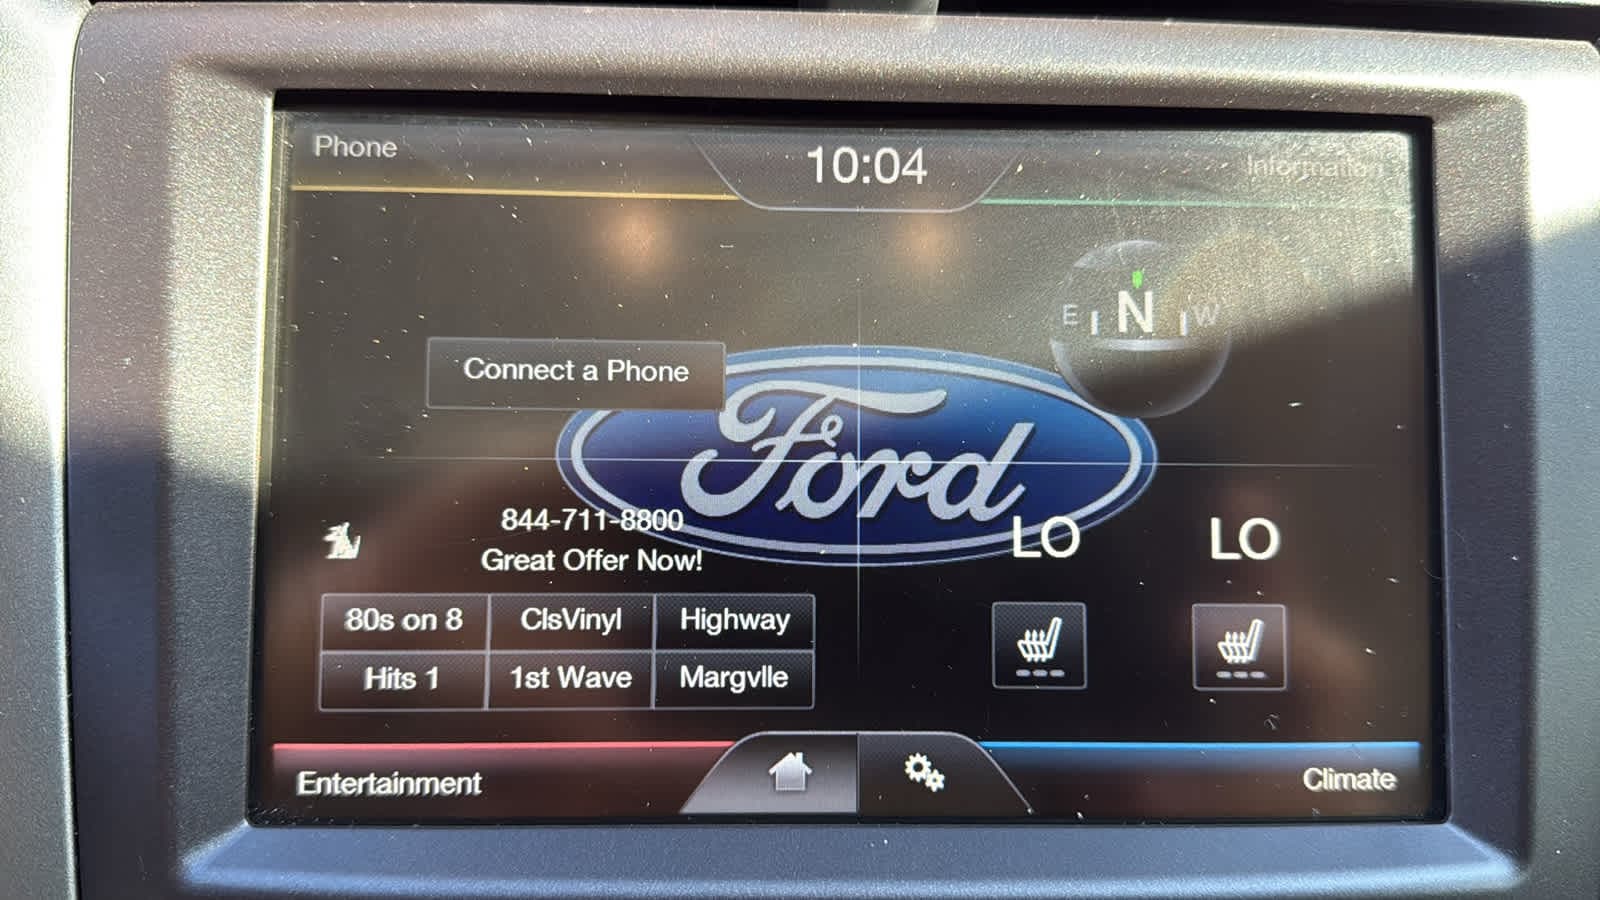 Phone
10:04
Information
E N W
Connect a Phone
Ford
844-711-8800
Great Offer Now!
LO
LO
80s on 8
ClsVinyl
Highway
Hits 1
1st Wave
Margvlle
Entertainment
Climate